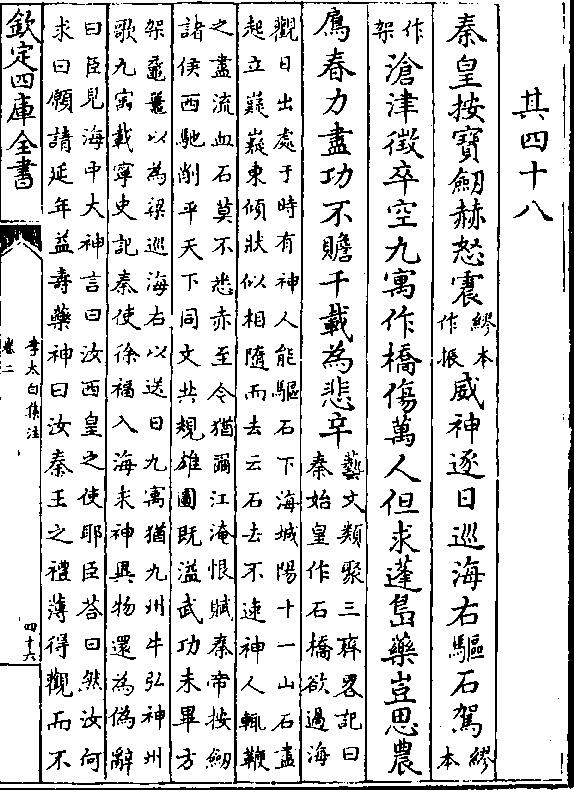 其四十八
秦皇按寶劒赫怒震繆本作振威神逐日巡海右驅石駕繆本
作架滄津徵卒空九寓作橋傷萬人但求蓬島藥豈思農
鳸春力盡功不贍千載為悲辛
藝文類聚三齊畧記曰
秦始皇作石橋欲過海
觀日出處于時有神人能驅石下海城陽十一山石盡
起立嶷嶷東傾狀似相隨而去云石去不速神人輒鞭
之盡流血石莫不悉赤至今猶爾江淹恨賦秦帝按劒
諸侯西馳削平天下同文共規雄圖既溢武功未畢方
架黿鼉以為梁巡海右以送日九寓猶九州牛弘神州
歌九寓載寧史記秦使徐福入海求神異物還為偽辭
曰臣見海中大神言曰汝西皇之使耶臣荅曰然汝何
求曰願請延年益壽藥神曰汝秦王之禮薄得觀而不
欽定四庫全書
李太白集注
卷二
四十六